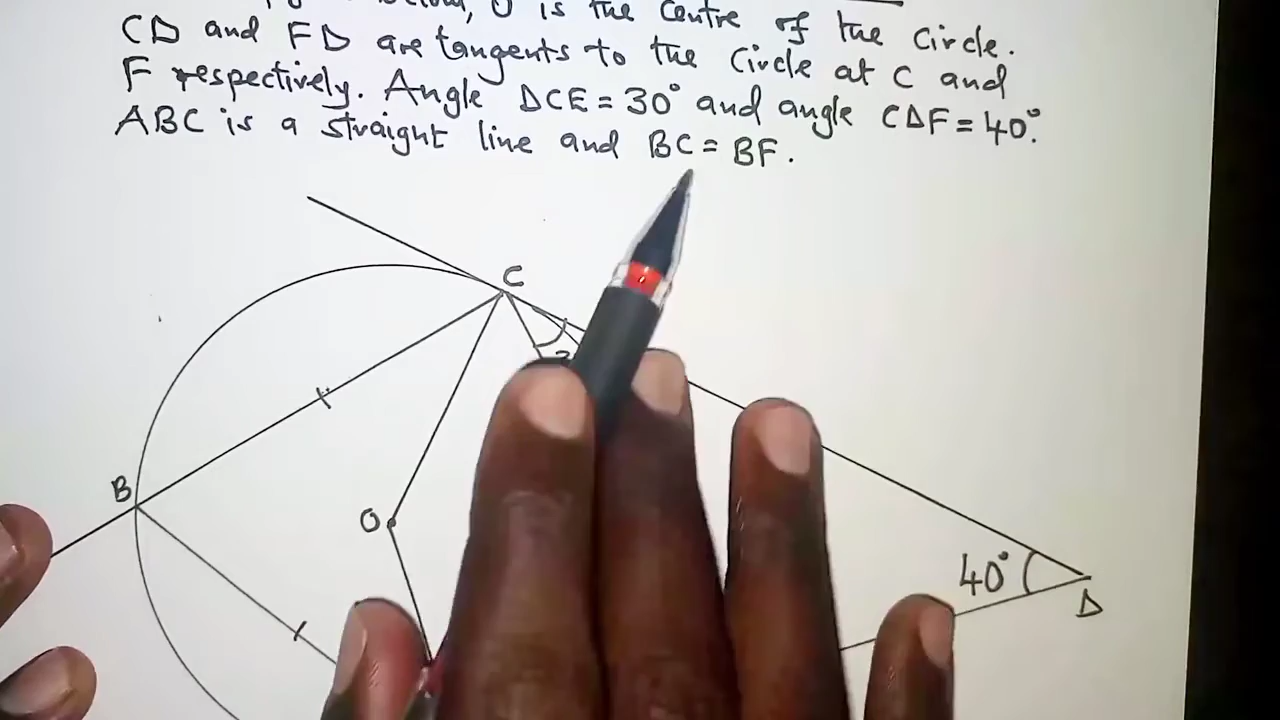 O is the centre of the circle.
CD and FD are tangents to the circle at C and
F respectively. Angle DCE = 30° and angle CDF = 40°.
ABC is a straight line and BC = BF.
C
B
O
40°
D